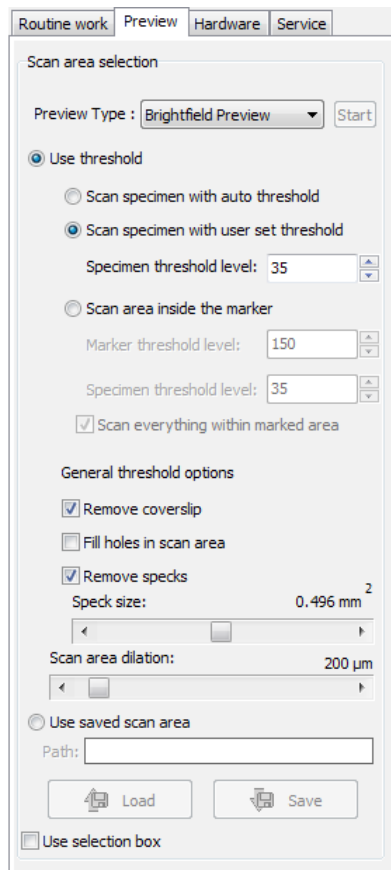 Routine work Preview Hardware Service
Scan area selection
Preview Type : Brightfield Preview Start
Use threshold
Scan specimen with auto threshold
Scan specimen with user set threshold
Specimen threshold level: 35
Scan area inside the marker
Marker threshold level: 150
Specimen threshold level: 35
Scan everything within marked area
General threshold options
Remove coverslip
Fill holes in scan area
Remove specks
Speck size: 0.496 mm 2
Scan area dilation: 200 µm
Use saved scan area
Path:
Load Save
Use selection box